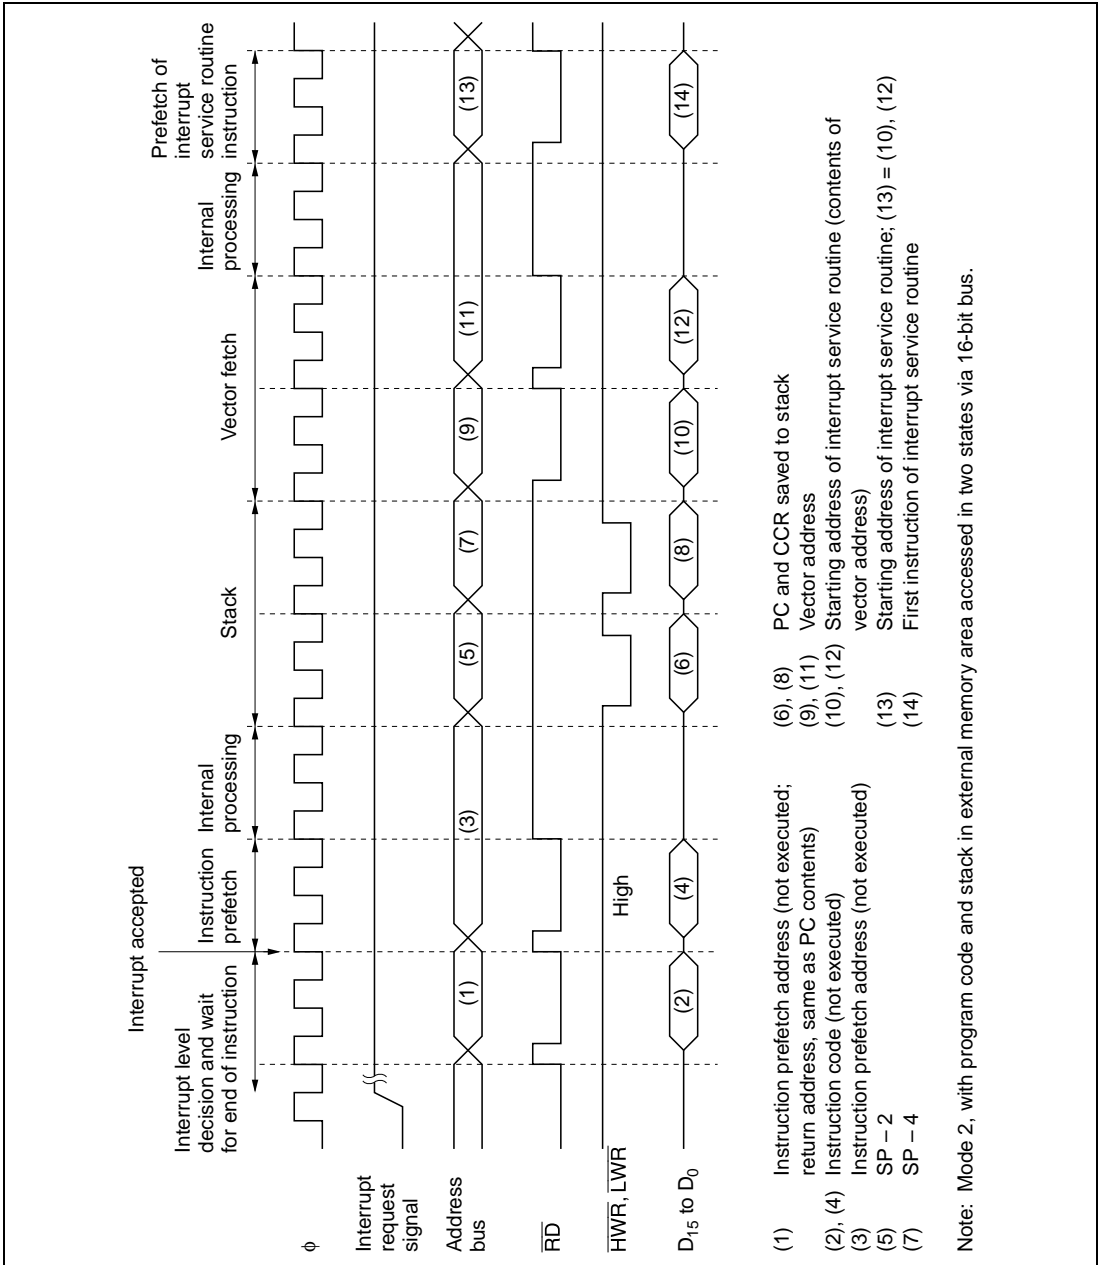 Interrupt accepted
Interrupt level
decision and wait
for end of instruction
Instruction
prefetch
Internal
processing
Stack
Vector fetch
Internal
processing
Prefetch of
interrupt
service routine
instruction
ϕ
Interrupt
request
signal
Address
bus
(1)
(3)
(5)
(7)
(9)
(11)
(13)
RD
HWR, LWR
High
D15 to D0
(2)
(4)
(6)
(8)
(10)
(12)
(14)
(1) Instruction prefetch address (not executed;
return address, same as PC contents)
(2), (4) Instruction code (not executed)
(3) Instruction prefetch address (not executed)
(5) SP – 2
(7) SP – 4
(6), (8) PC and CCR saved to stack
(9), (11) Vector address
(10), (12) Starting address of interrupt service routine (contents of
vector address)
(13) Starting address of interrupt service routine; (13) = (10), (12)
(14) First instruction of interrupt service routine
Note: Mode 2, with program code and stack in external memory area accessed in two states via 16-bit bus.